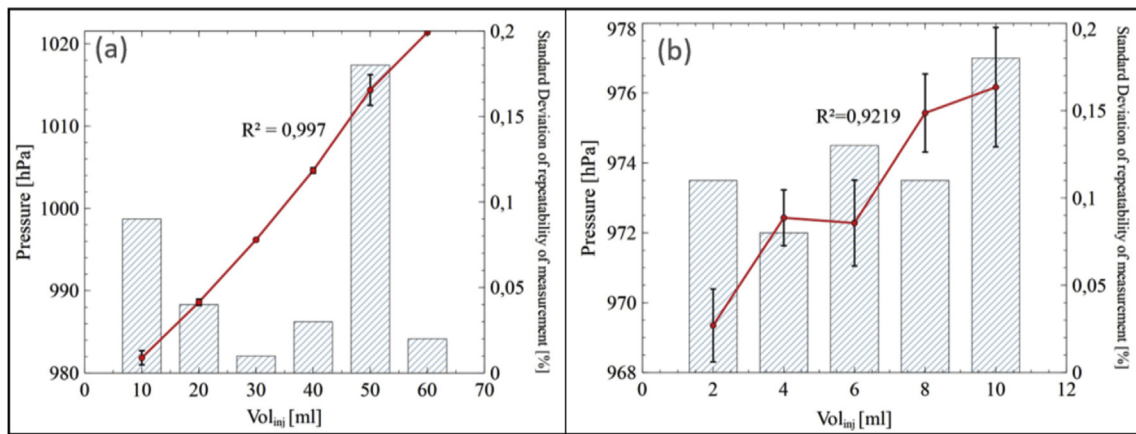 (a)
R² = 0,997
Pressure [hPa]
1020
1010
1000
990
980
0 10 20 30 40 50 60 70
Vol_inj [ml]
0,2
0,15
0,1
0,05
0
Standard Deviation of repeatability of measurement [%]
(b)
R²=0,9219
Pressure [hPa]
978
976
974
972
970
968
0 2 4 6 8 10 12
Vol_inj [ml]
0,2
0,15
0,1
0,05
0
Standard Deviation of repeatability of measurement [%]